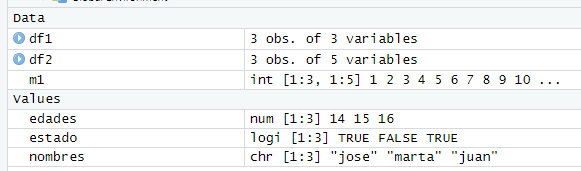 Global Environment
Data
df1 3 obs. of 3 variables
df2 3 obs. of 5 variables
m1 int [1:3, 1:5] 1 2 3 4 5 6 7 8 9 10 ...
Values
edades num [1:3] 14 15 16
estado logi [1:3] TRUE FALSE TRUE
nombres chr [1:3] "jose" "marta" "juan"